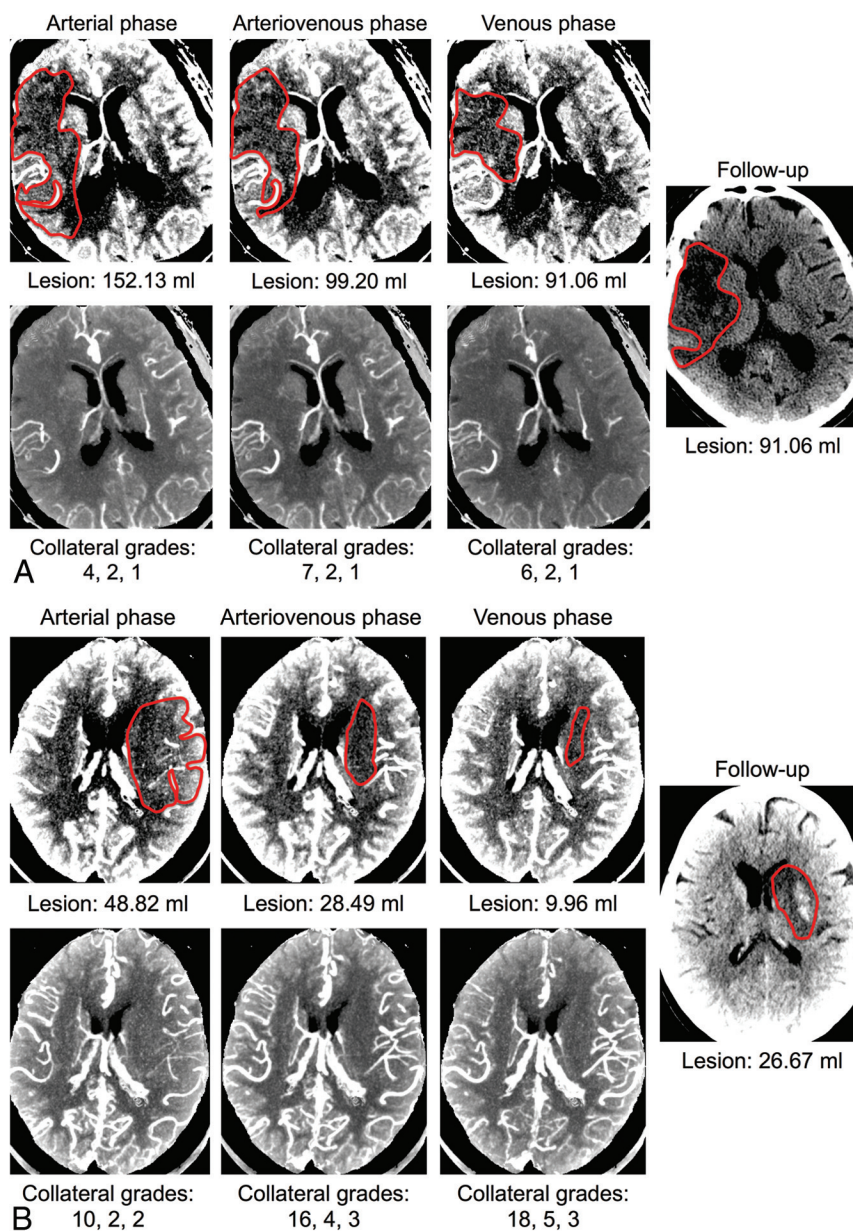 Arterial phase
Arteriovenous phase
Venous phase
Lesion: 152.13 ml
Lesion: 99.20 ml
Lesion: 91.06 ml
Follow-up
Lesion: 91.06 ml
Collateral grades:
4, 2, 1
Collateral grades:
7, 2, 1
Collateral grades:
6, 2, 1
A
Arterial phase
Arteriovenous phase
Venous phase
Lesion: 48.82 ml
Lesion: 28.49 ml
Lesion: 9.96 ml
Follow-up
Lesion: 26.67 ml
Collateral grades:
10, 2, 2
Collateral grades:
16, 4, 3
Collateral grades:
18, 5, 3
B